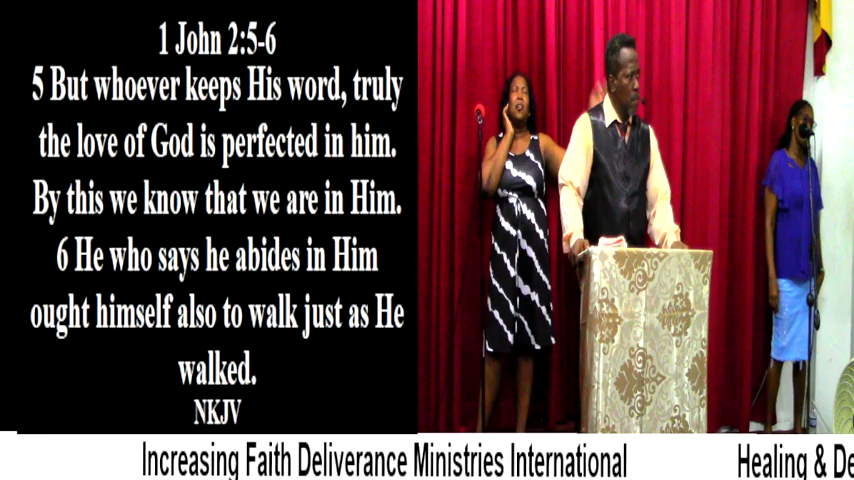 1 John 2:5-6
5 But whoever keeps His word, truly
the love of God is perfected in him.
By this we know that we are in Him.
6 He who says he abides in Him
ought himself also to walk just as He
walked.
NKJV
Increasing Faith Deliverance Ministries International
Healing & De